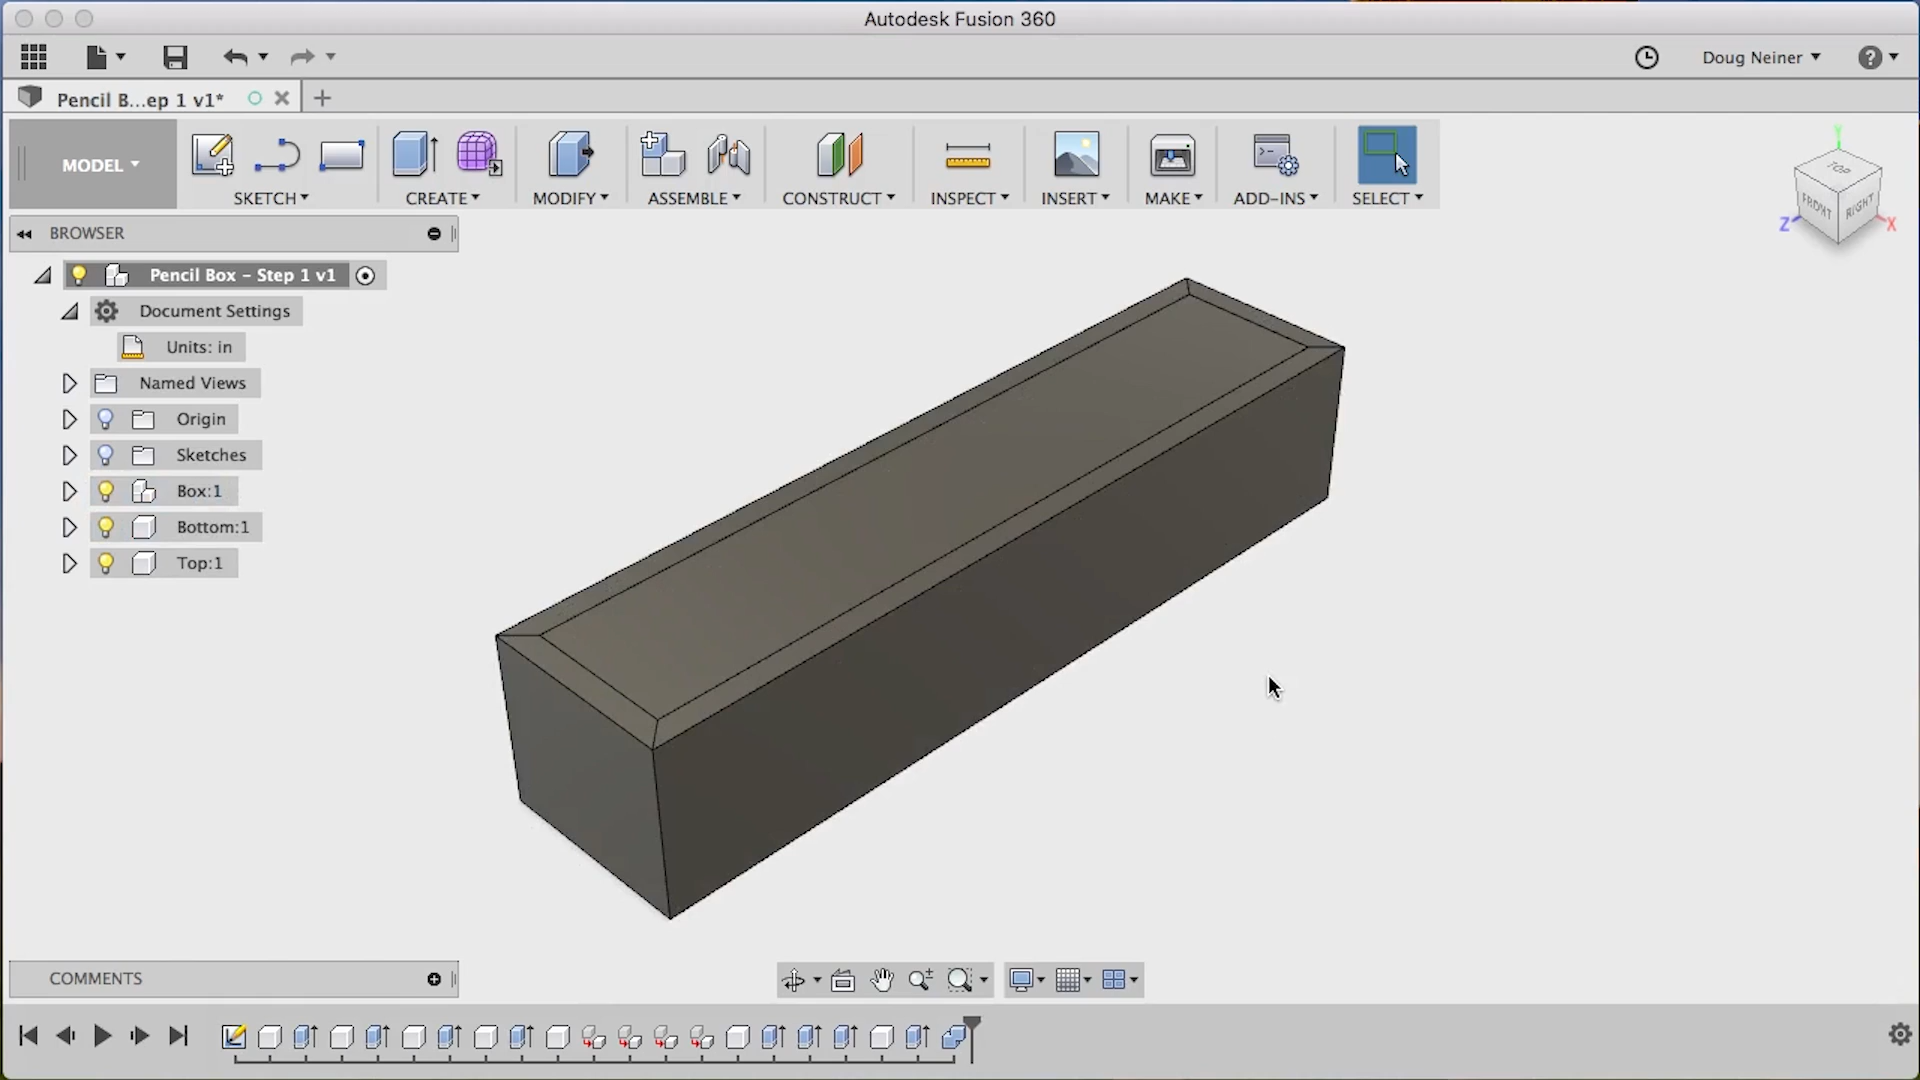 Autodesk Fusion 360
Doug Neiner
Pencil B...ep 1 v1*
MODEL
SKETCH
CREATE
MODIFY
ASSEMBLE
CONSTRUCT
INSPECT
INSERT
MAKE
ADD-INS
SELECT
TOP
FRONT
RIGHT
Y
Z
X
BROWSER
Pencil Box - Step 1 v1
Document Settings
Units: in
Named Views
Origin
Sketches
Box:1
Bottom:1
Top:1
COMMENTS